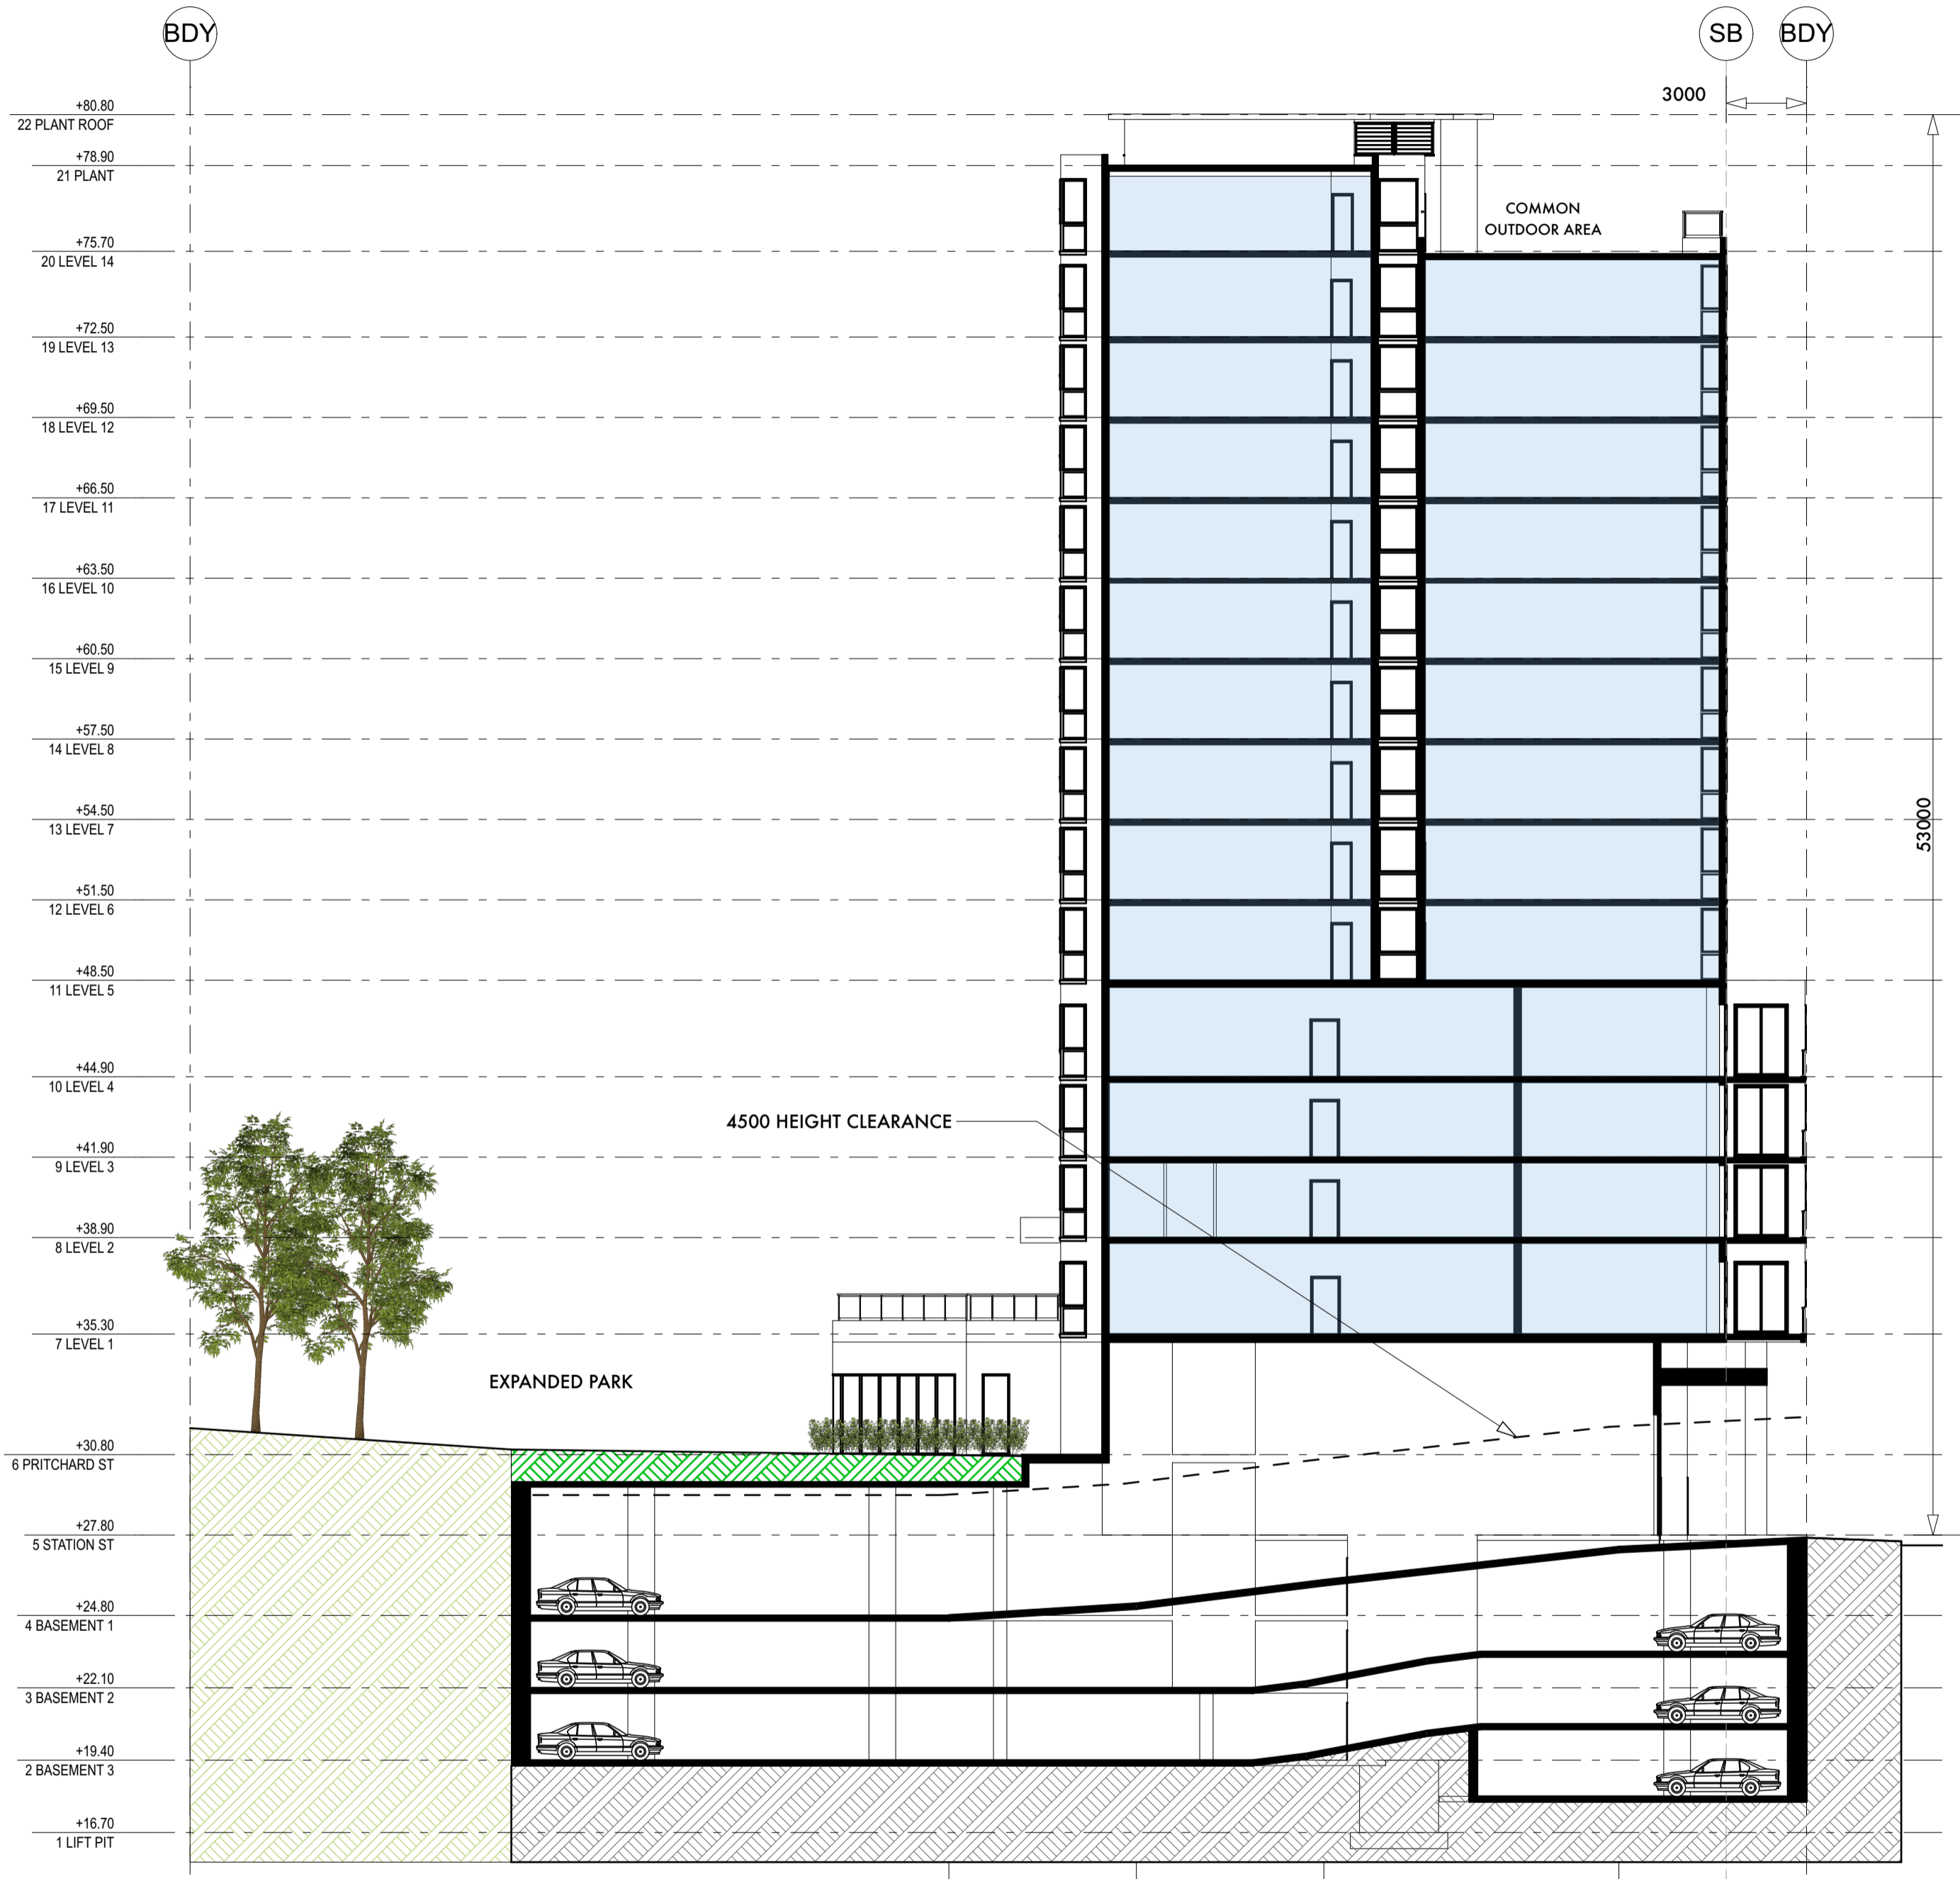 BDY
SB
BDY
3000
+80.80
22 PLANT ROOF
+78.90
21 PLANT
COMMON
OUTDOOR AREA
+75.70
20 LEVEL 14
+72.50
19 LEVEL 13
+69.50
18 LEVEL 12
+66.50
17 LEVEL 11
+63.50
16 LEVEL 10
+60.50
15 LEVEL 9
+57.50
14 LEVEL 8
+54.50
13 LEVEL 7
53000
+51.50
12 LEVEL 6
+48.50
11 LEVEL 5
+44.90
10 LEVEL 4
4500 HEIGHT CLEARANCE
+41.90
9 LEVEL 3
+38.90
8 LEVEL 2
+35.30
7 LEVEL 1
EXPANDED PARK
+30.80
6 PRITCHARD ST
+27.80
5 STATION ST
+24.80
4 BASEMENT 1
+22.10
3 BASEMENT 2
+19.40
2 BASEMENT 3
+16.70
1 LIFT PIT